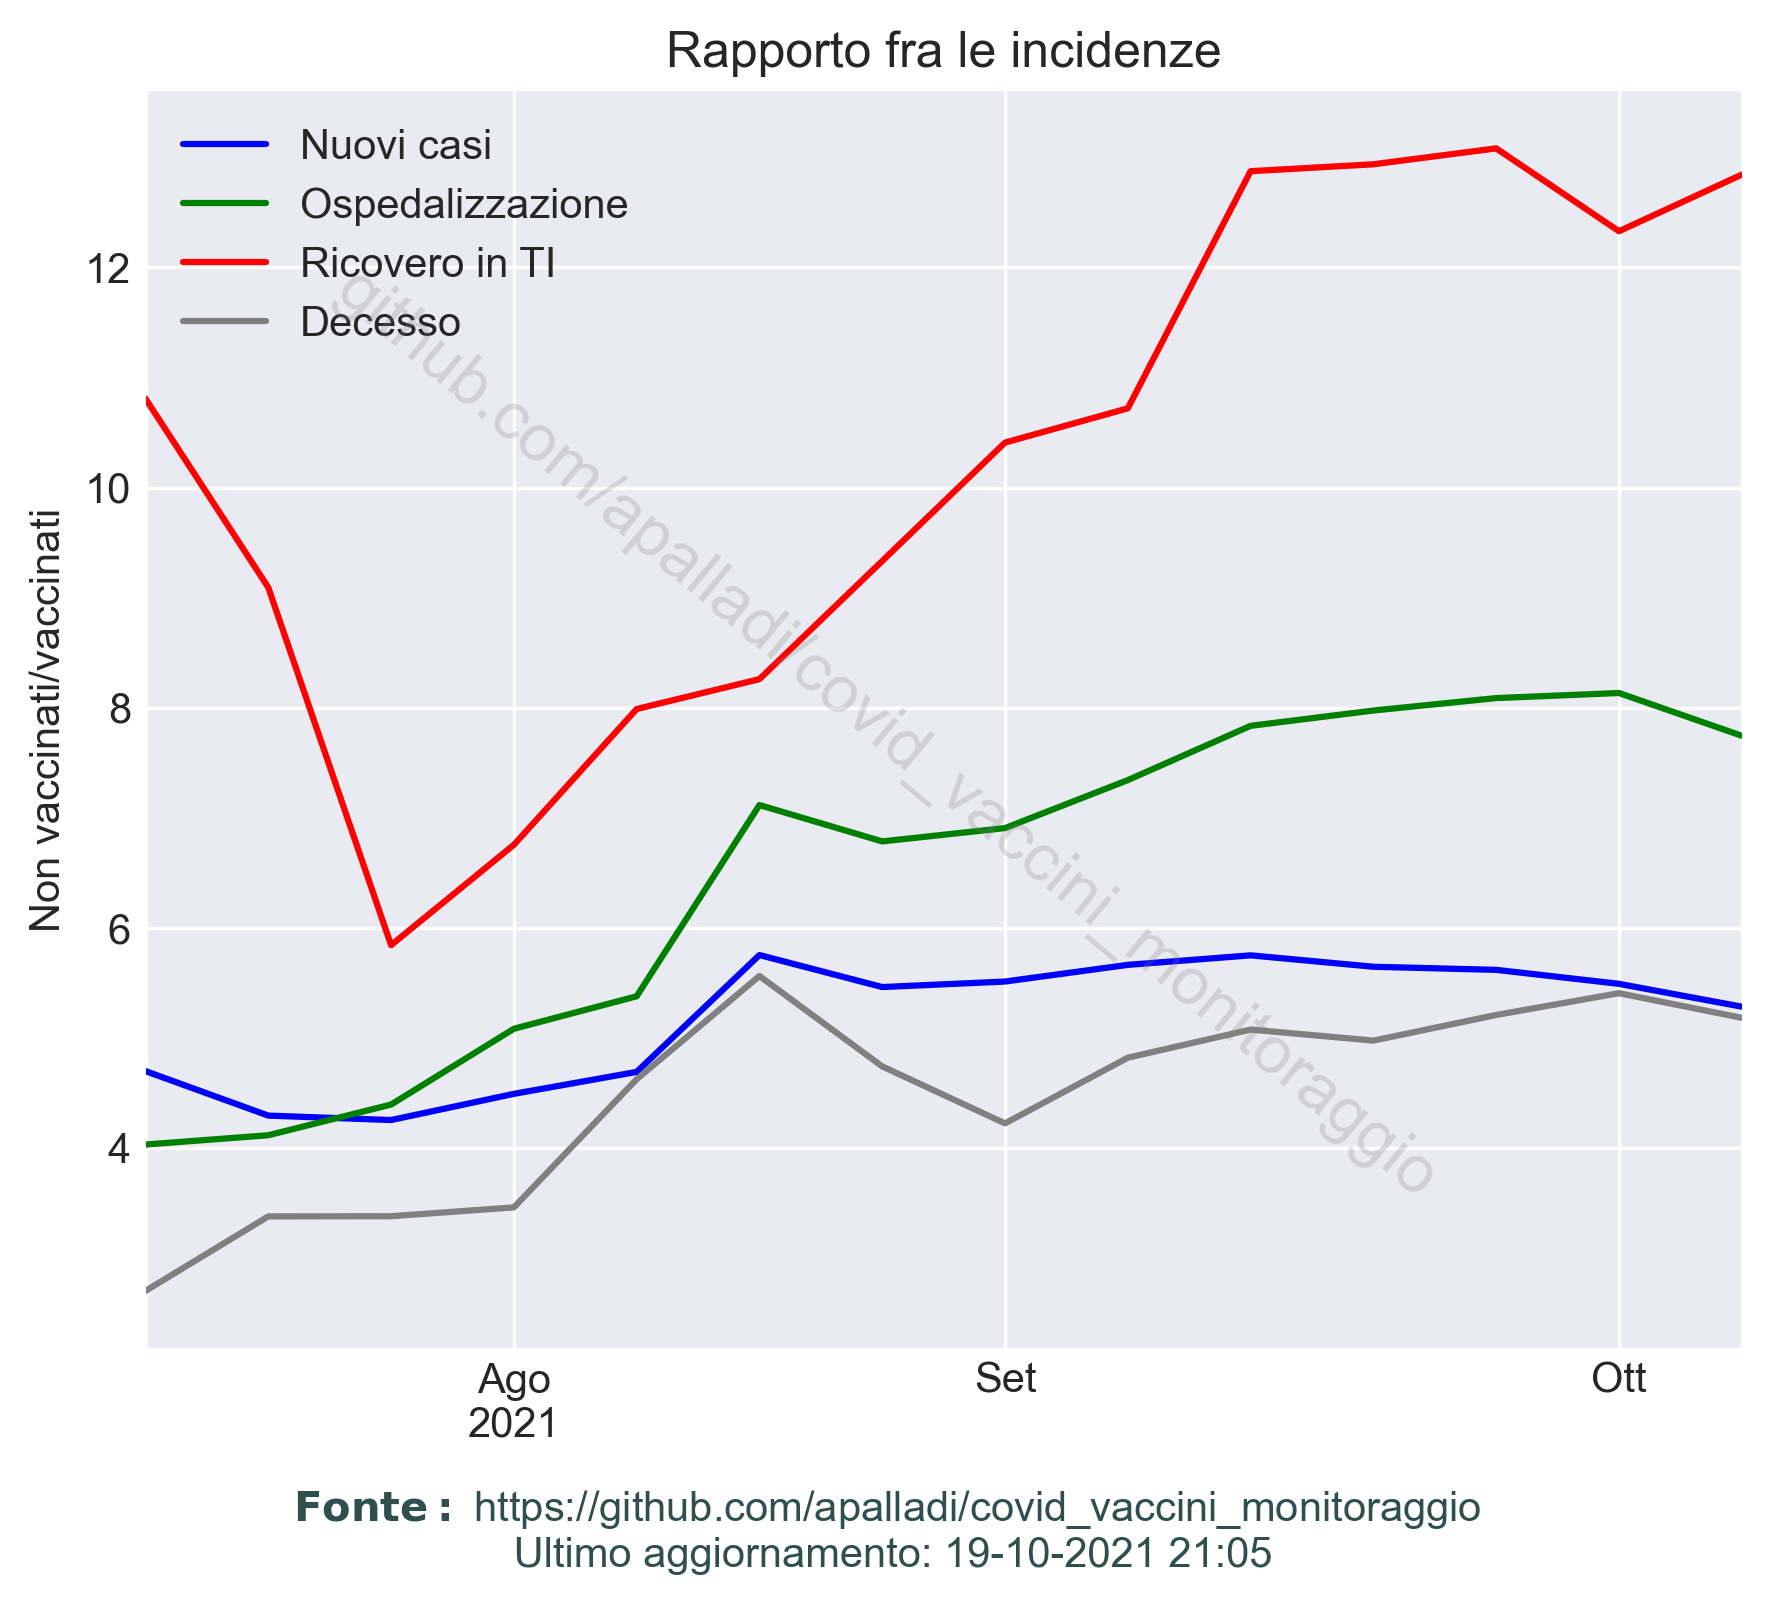 Rapporto fra le incidenze
Nuovi casi
Ospedalizzazione
Ricovero in TI
Decesso
github.com/apalladi/covid_vaccini_monitoraggio
Non vaccinati/vaccinati
12
10
8
6
4
Ago
2021
Set
Ott
Fonte: https://github.com/apalladi/covid_vaccini_monitoraggio
Ultimo aggiornamento: 19-10-2021 21:05